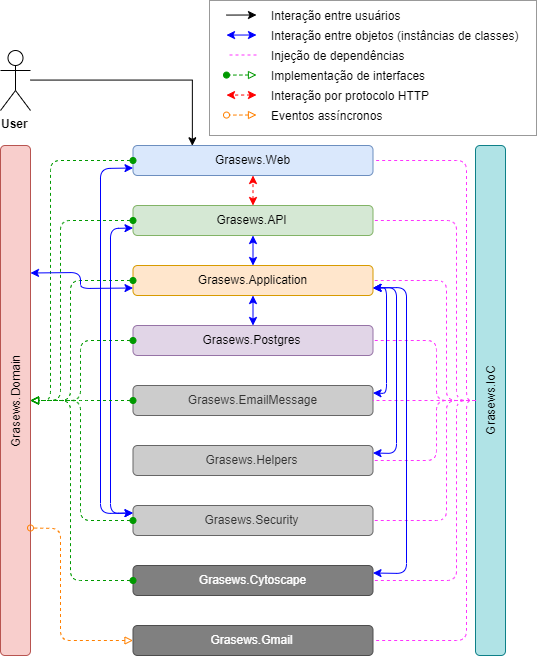 Interação entre usuários
Interação entre objetos (instâncias de classes)
Injeção de dependências
Implementação de interfaces
Interação por protocolo HTTP
Eventos assíncronos
User
Grasews.Domain
Grasews.Web
Grasews.API
Grasews.Application
Grasews.Postgres
Grasews.EmailMessage
Grasews.Helpers
Grasews.Security
Grasews.Cytoscape
Grasews.Gmail
Grasews.IoC